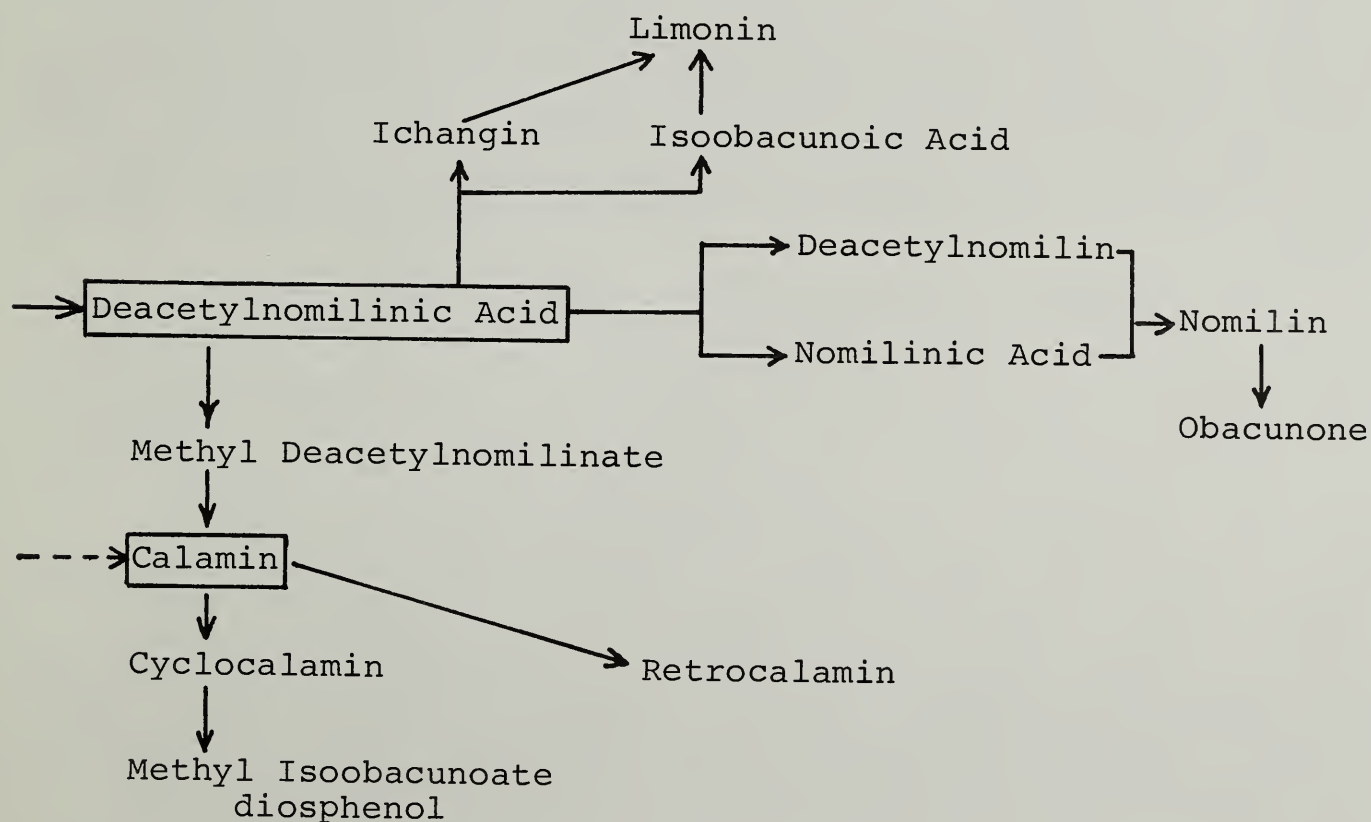 Limonin
Ichangin
Isoobacunoic Acid
Deacetylnomilin
Deacetylnomilinic Acid
Nomilin
Nomilinic Acid
Obacunone
Methyl Deacetylnomilinate
Calamin
Cyclocalamin
Retrocalamin
Methyl Isoobacunoate
diosphenol